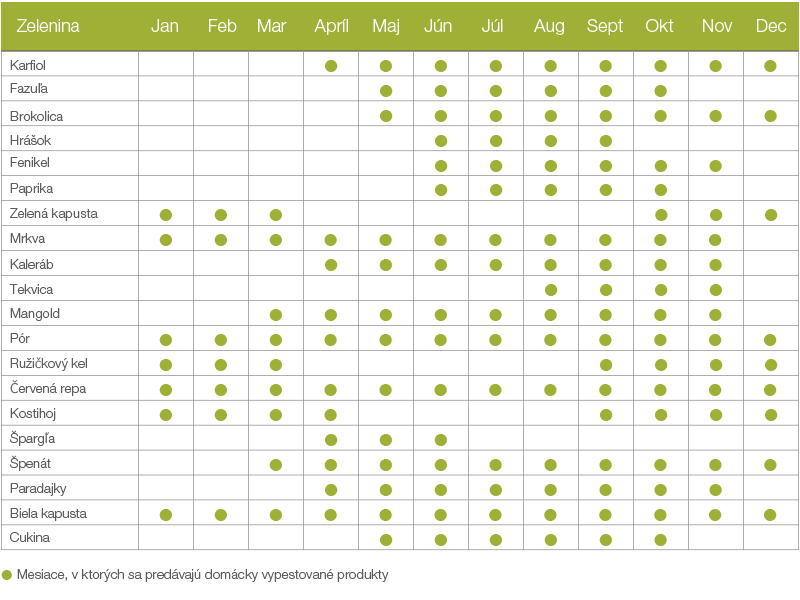 Zelenina Jan Feb Mar Apríl Maj Jún Júl Aug Sept Okt Nov Dec
Karfiol
Fazuľa
Brokolica
Hrášok
Fenikel
Paprika
Zelená kapusta
Mrkva
Kaleráb
Tekvica
Mangold
Pór
Ružičkový kel
Červená repa
Kostihoj
Špargľa
Špenát
Paradajky
Biela kapusta
Cukina
Mesiace, v ktorých sa predávajú domácky vypestované produkty